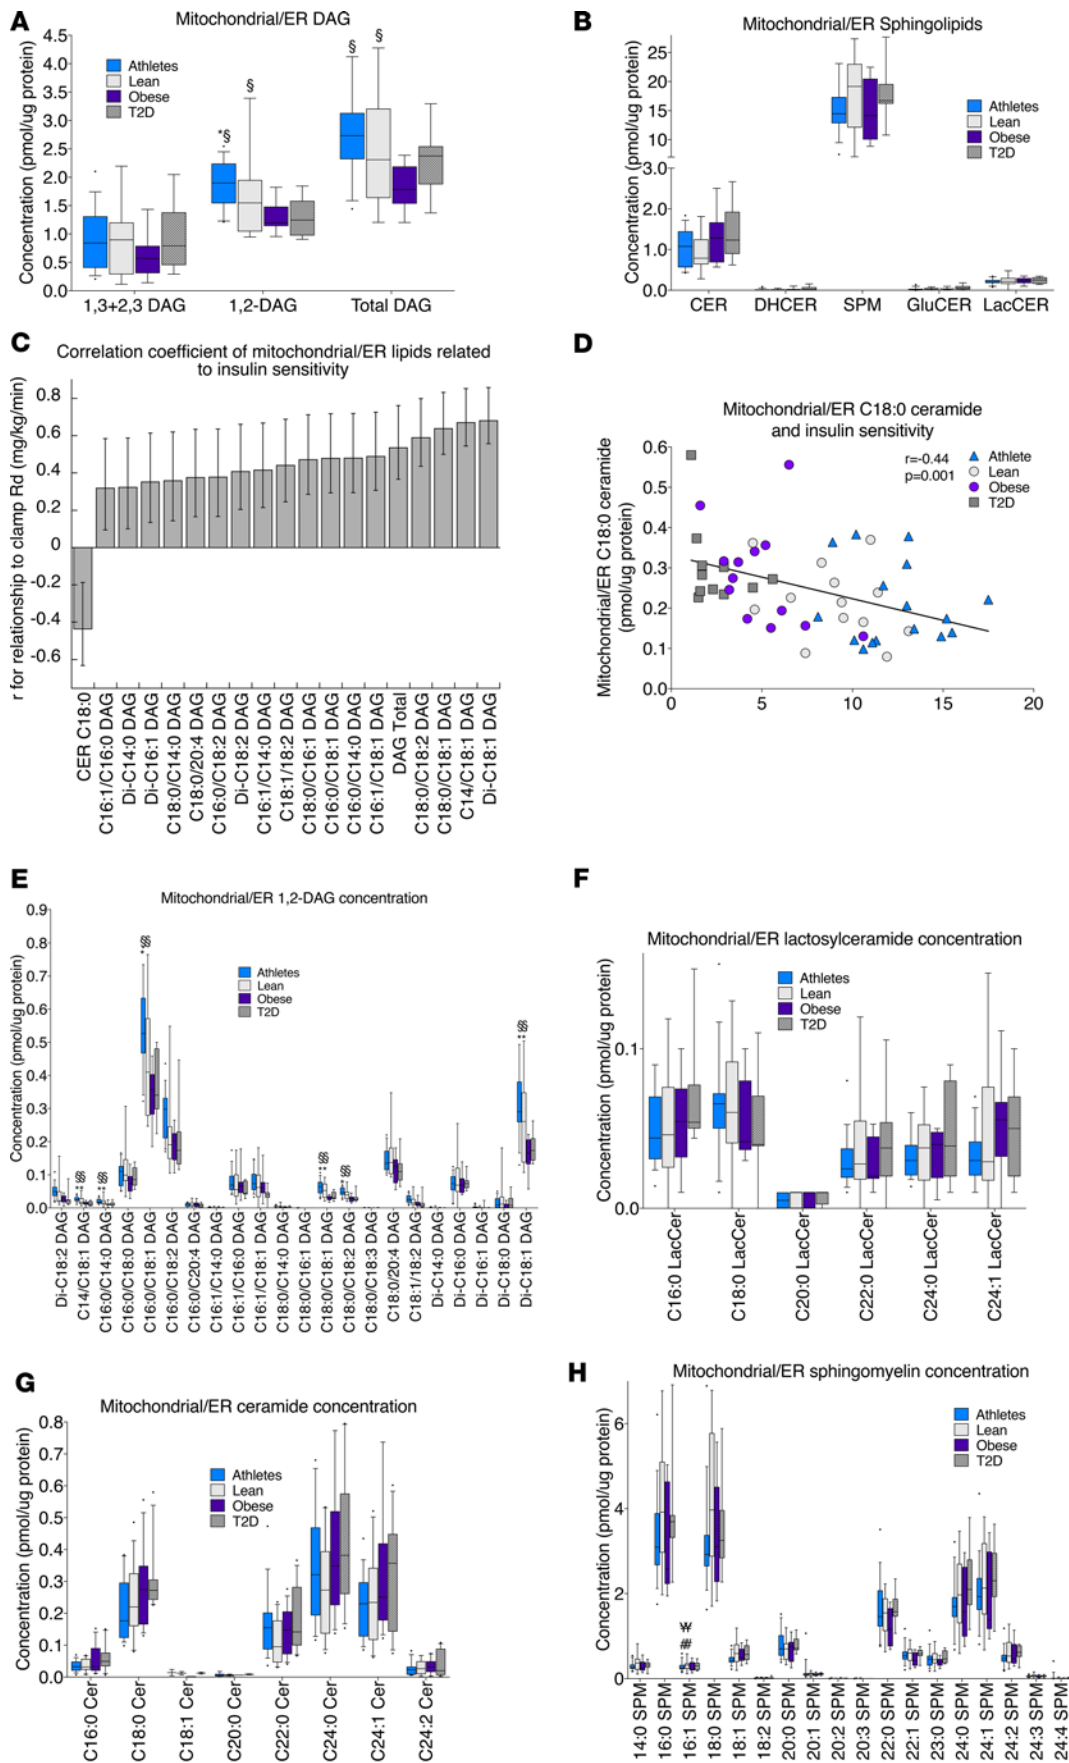 A
Mitochondrial/ER DAG
Concentration (pmol/ug protein)
4.5
4.0
3.5
3.0
2.5
2.0
1.5
1.0
0.5
0.0
Athletes
Lean
Obese
T2D
*§
§
§
§
1,3+2,3 DAG
1,2-DAG
Total DAG
B
Mitochondrial/ER Sphingolipids
Concentration (pmol/ug protein)
25
20
15
10
3.0
2.0
1.0
0.0
Athletes
Lean
Obese
T2D
CER
DHCER
SPM
GluCER
LacCER
C
Correlation coefficient of mitochondrial/ER lipids related
to insulin sensitivity
r for relationship to clamp Rd (mg/kg/min)
0.8
0.6
0.4
0.2
0
-0.2
-0.4
-0.6
CER C18:0
C16:1/C16:0 DAG
Di-C14:0 DAG
Di-C16:1 DAG
C18:0/C14:0 DAG
C18:0/20:4 DAG
C16:0/C18:2 DAG
Di-C18:2 DAG
C16:1/C14:0 DAG
C18:1/18:2 DAG
C18:0/C16:1 DAG
C16:0/C14:0 DAG
C16:1/C18:1 DAG
DAG Total
C18:0/C18:2 DAG
C18:0/C18:1 DAG
C14/C18:1 DAG
Di-C18:1 DAG
D
Mitochondrial/ER C18:0 ceramide
and insulin sensitivity
Mitochondrial/ER C18:0 ceramide
(pmol/ug protein)
0.6
0.5
0.4
0.3
0.2
0.1
0.0
r=-0.44
p=0.001
Athlete
Lean
Obese
T2D
0
5
10
15
20
E
Mitochondrial/ER 1,2-DAG concentration
Concentration (pmol/ug protein)
0.9
0.8
0.7
0.6
0.5
0.4
0.3
0.2
0.1
0.0
Athletes
Lean
Obese
T2D
§§
*
§§
**
§§
**
§§
**
§§
**
§§
**
Di-C18:2 DAG
C14/C18:1 DAG
C16:0/C14:0 DAG
C16:0/C18:0 DAG
C16:0/C18:1 DAG
C16:0/C18:2 DAG
C16:0/C20:4 DAG
C16:1/C14:0 DAG
C16:1/C16:0 DAG
C16:1/C18:1 DAG
C18:0/C14:0 DAG
C18:0/C16:1 DAG
C18:0/C18:1 DAG
C18:0/C18:2 DAG
C18:0/C18:3 DAG
C18:0/20:4 DAG
C18:1/18:2 DAG
Di-C14:0 DAG
Di-C16:0 DAG
Di-C16:1 DAG
Di-C18:0 DAG
Di-C18:1 DAG
F
Mitochondrial/ER lactosylceramide concentration
Concentration (pmol/ug protein)
0.1
0.0
Athletes
Lean
Obese
T2D
C16:0 LacCer
C18:0 LacCer
C20:0 LacCer
C22:0 LacCer
C24:0 LacCer
C24:1 LacCer
G
Mitochondrial/ER ceramide concentration
Concentration (pmol/ug protein)
0.8
0.7
0.6
0.5
0.4
0.3
0.2
0.1
0.0
Athletes
Lean
Obese
T2D
C16:0 Cer
C18:0 Cer
C18:1 Cer
C20:0 Cer
C22:0 Cer
C24:0 Cer
C24:1 Cer
C24:2 Cer
H
Mitochondrial/ER sphingomyelin concentration
Concentration (pmol/ug protein)
6
4
2
0
Athletes
Lean
Obese
T2D
##
14:0 SPM
16:0 SPM
16:1 SPM
18:0 SPM
18:1 SPM
18:2 SPM
20:0 SPM
20:1 SPM
20:2 SPM
20:3 SPM
22:0 SPM
22:1 SPM
23:0 SPM
24:0 SPM
24:1 SPM
24:2 SPM
24:3 SPM
24:4 SPM